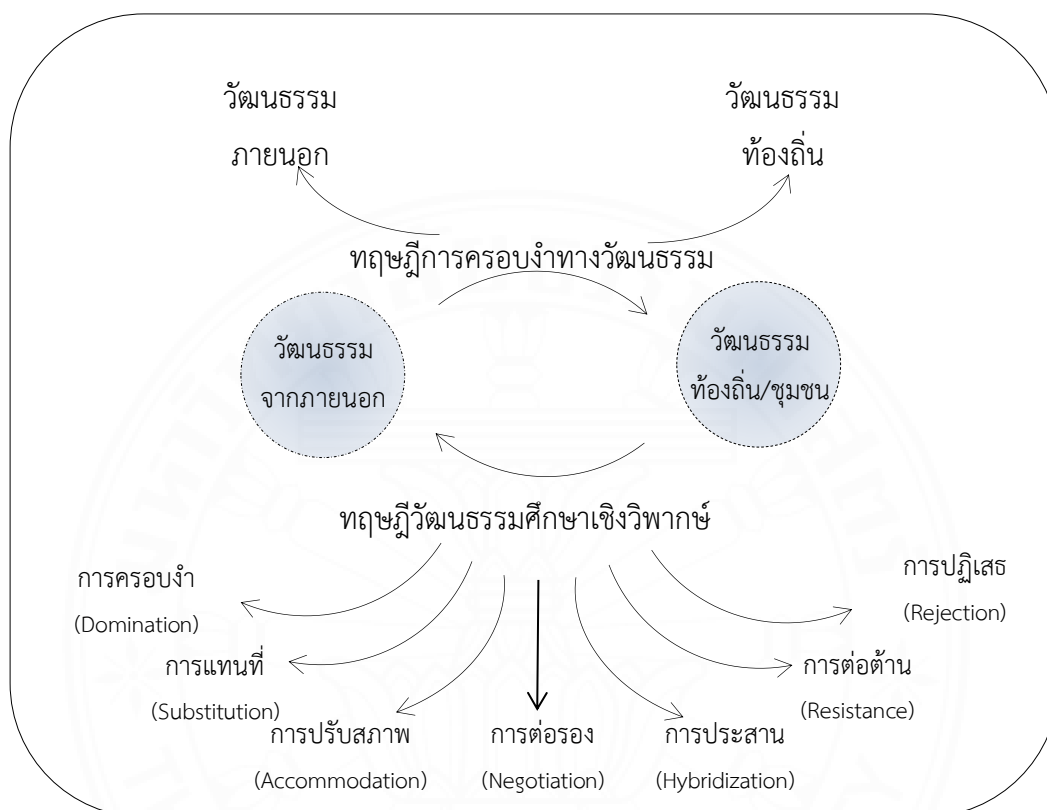 วัฒนธรรม
ภายนอก
วัฒนธรรม
ท้องถิ่น
ทฤษฎีการครอบงำทางวัฒนธรรม
วัฒนธรรม
จากภายนอก
วัฒนธรรม
ท้องถิ่น/ชุมชน
ทฤษฎีวัฒนธรรมศึกษาเชิงวิพากษ์
การครอบงำ
(Domination)
การแทนที่
(Substitution)
การปรับสภาพ
(Accommodation)
การต่อรอง
(Negotiation)
การประสาน
(Hybridization)
การต่อต้าน
(Resistance)
การปฏิเสธ
(Rejection)